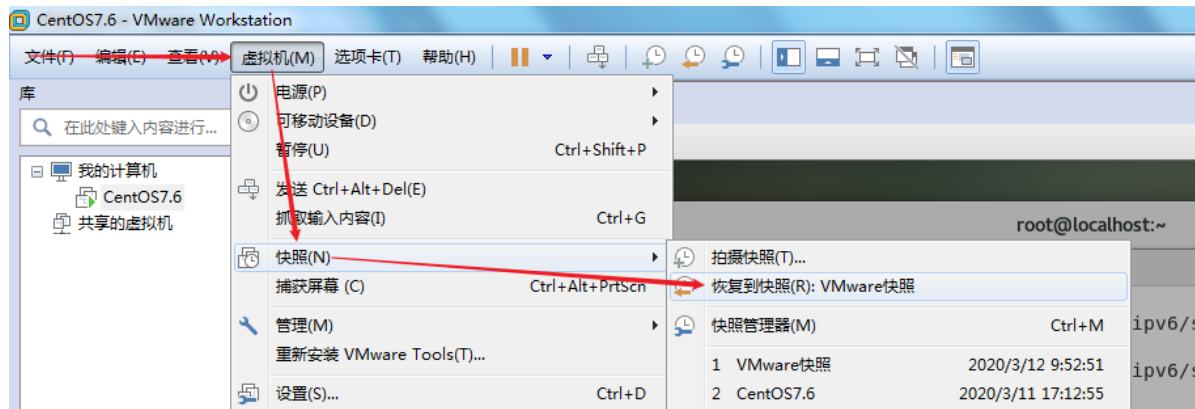 CentOS7.6 - VMware Workstation
文件(F) 编辑(E) 查看(V) 虚拟机(M) 选项卡(T) 帮助(H)
库
在此处键入内容进行...
我的计算机
CentOS7.6
共享的虚拟机
电源(P)
可移动设备(D)
暂停(U) Ctrl+Shift+P
发送 Ctrl+Alt+Del(E)
抓取输入内容(I) Ctrl+G
快照(N)
捕获屏幕 (C) Ctrl+Alt+PrtScn
管理(M)
重新安装 VMware Tools(T)...
设置(S)... Ctrl+D
root@localhost:~
拍摄快照(T)...
恢复到快照(R): VMware快照
快照管理器(M) Ctrl+M
1 VMware快照 2020/3/12 9:52:51
2 CentOS7.6 2020/3/11 17:12:55
ipv6/s
ipv6/s